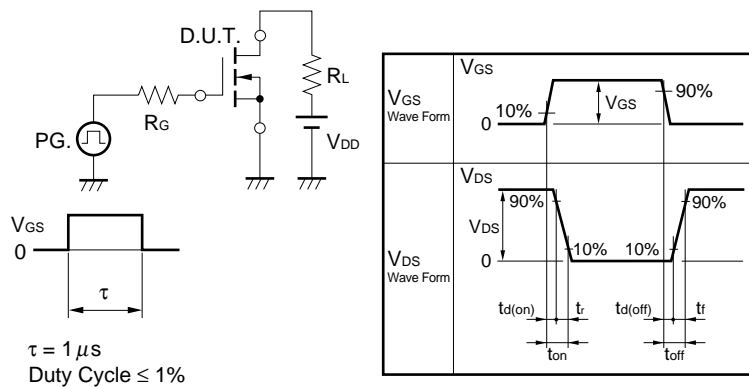 D.U.T.
RL
RG
PG.
VDD
VGS
0
τ
τ = 1 μs
Duty Cycle ≤ 1%
VGS
Wave Form
VGS
10%
VGS
90%
0
VDS
Wave Form
VDS
90%
VDS
90%
10%
10%
0
td(on)
tr
td(off)
tf
ton
toff